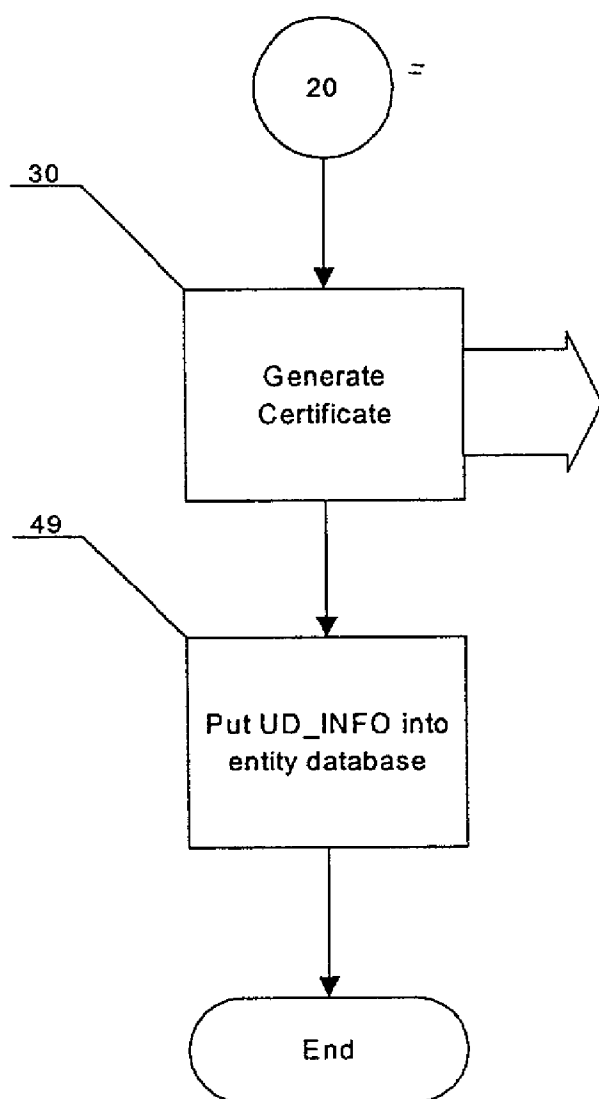 20
30
Generate
Certificate
49
Put UD_INFO into
entity database
End